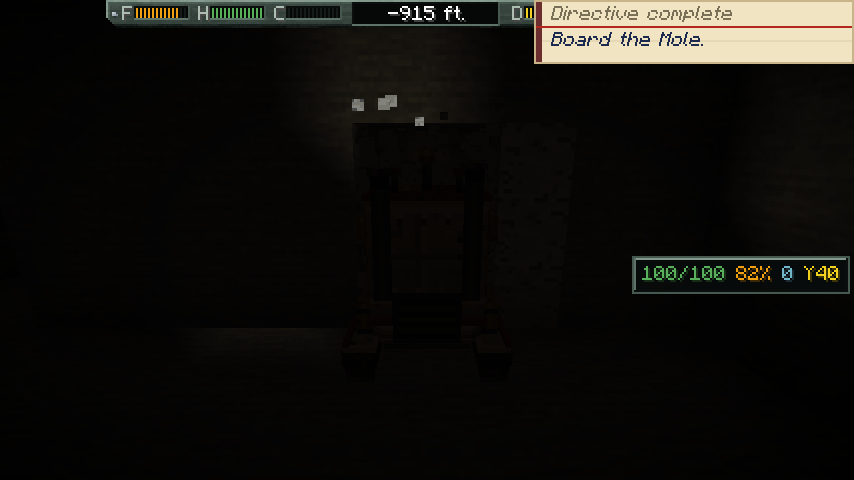 F H C -915 ft. D
Directive complete
Board the Mole.
100/100 82% 0 Y40